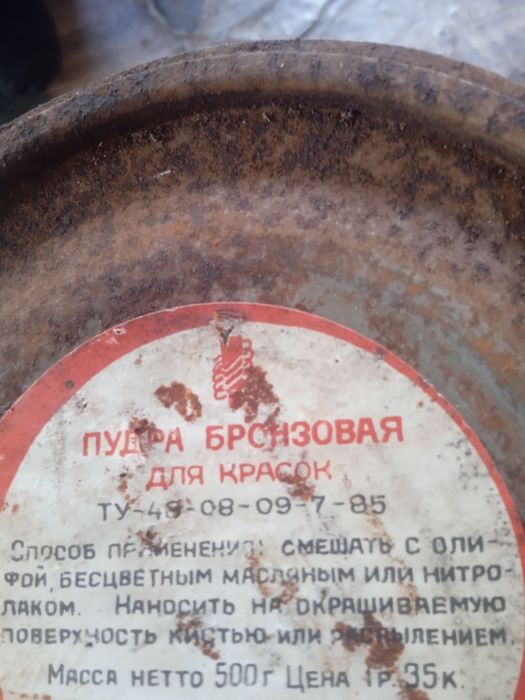 ПУДРА БРОНЗОВАЯ
ДЛЯ КРАСОК
ТУ-48-08-09-7-85
СПОСОБ ПРИМЕНЕНИЯ: СМЕШАТЬ С ОЛИ-
ФОЙ, БЕСЦВЕТНЫМ МАСЛЯНЫМ ИЛИ НИТРО-
ЛАКОМ. НАНОСИТЬ НА ОКРАШИВАЕМУЮ
ПОВЕРХНОСТЬ КИСТЬЮ ИЛИ РАСПЫЛЕНИЕМ.
МАССА НЕТТО 500г ЦЕНА 1р.35к.